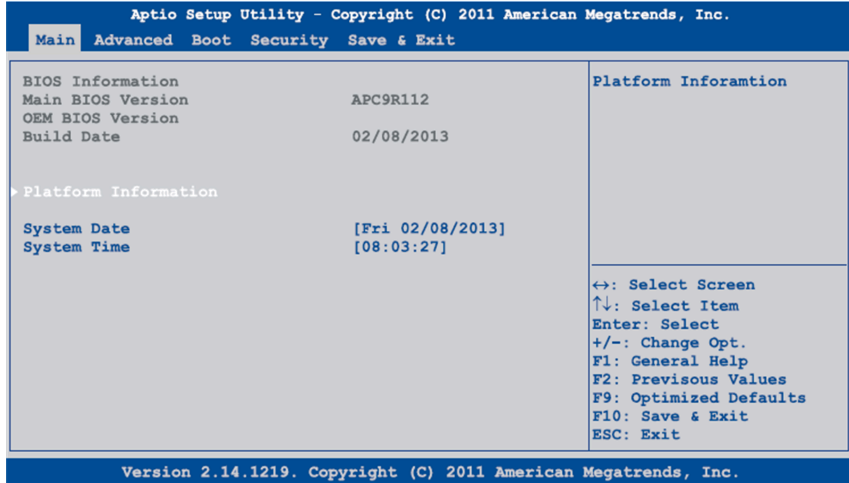 Aptio Setup Utility - Copyright (C) 2011 American Megatrends, Inc.
Main Advanced Boot Security Save & Exit
BIOS Information
Main BIOS Version APC9R112
OEM BIOS Version
Build Date 02/08/2013
Platform Information
System Date [Fri 02/08/2013]
System Time [08:03:27]
Platform Inforamtion
↔: Select Screen
↑↓: Select Item
Enter: Select
+/-: Change Opt.
F1: General Help
F2: Previsous Values
F9: Optimized Defaults
F10: Save & Exit
ESC: Exit
Version 2.14.1219. Copyright (C) 2011 American Megatrends, Inc.